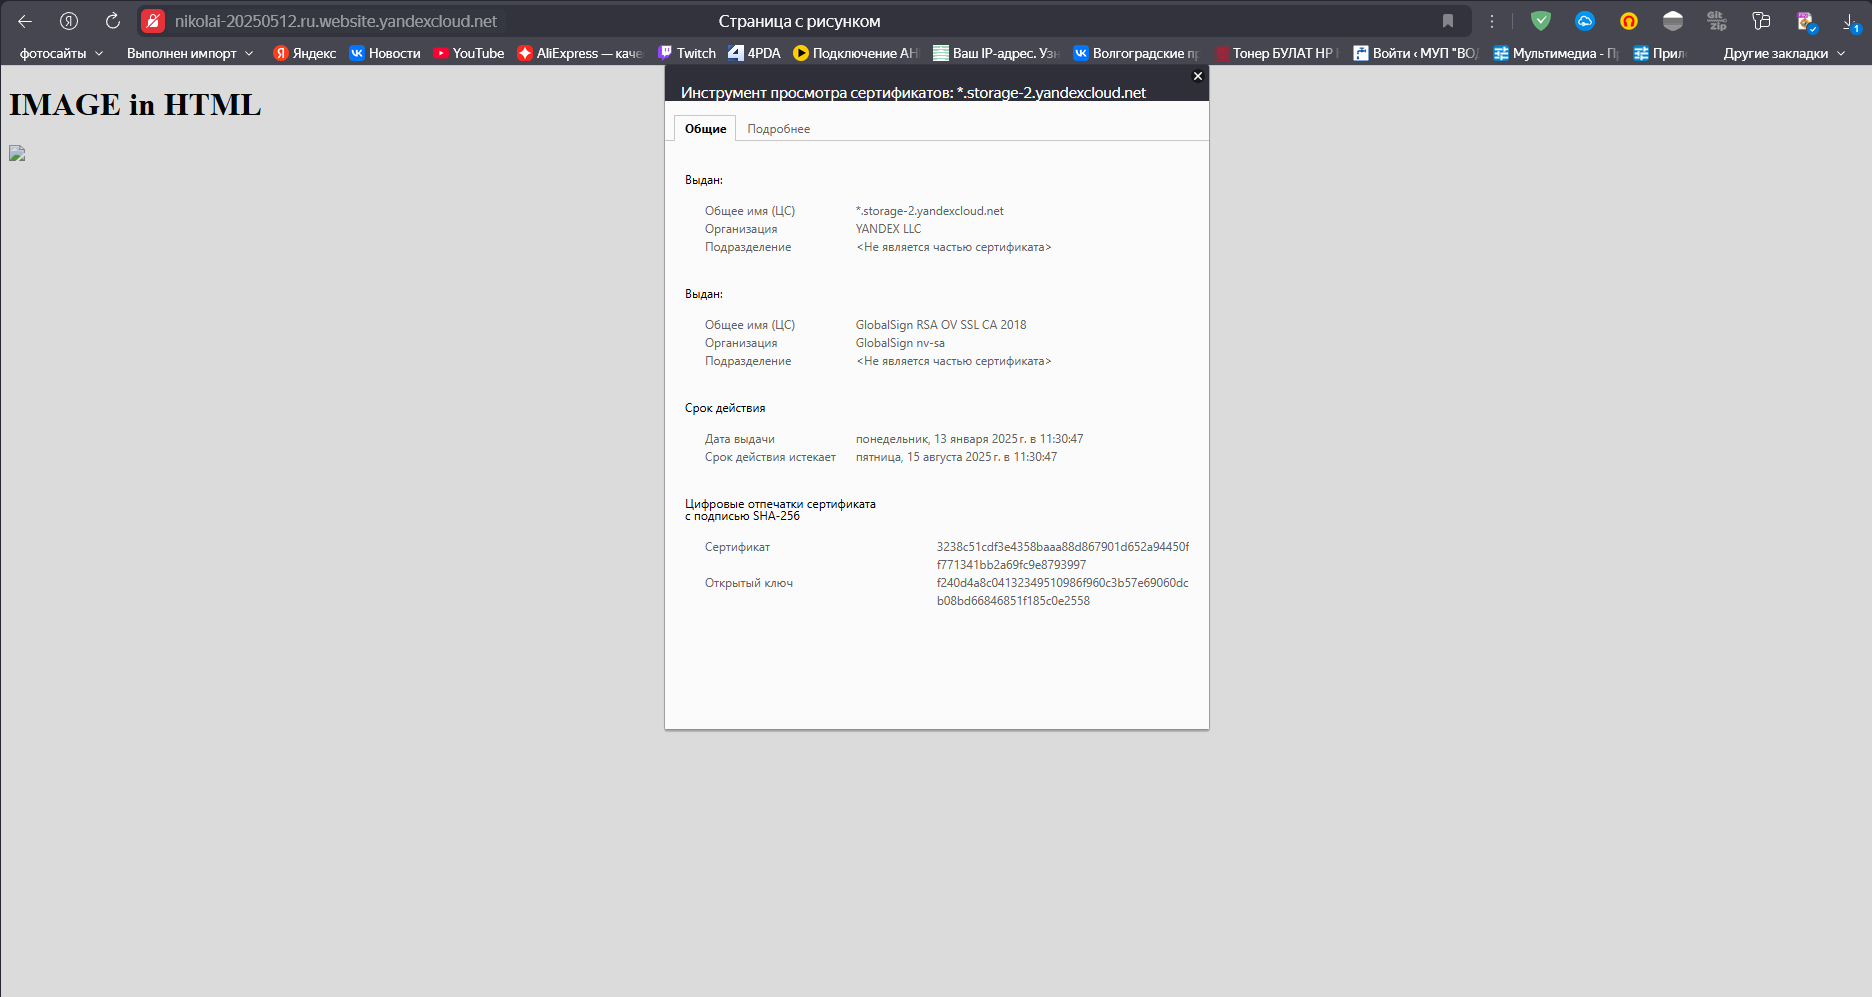 nikolai-20250512.ru.website.yandexcloud.net
Страница с рисунком
фотосайты
Выполнен импорт
Яндекс
Новости
YouTube
AliExpress — каче
Twitch
4PDA
Подключение АН
Ваш IP-адрес. Узн
Волгоградские пр
Тонер БУЛАТ HP
Войти ‹ МУП "ВО
Мультимедиа - П
Прил
Другие закладки
IMAGE in HTML
Инструмент просмотра сертификатов: *.storage-2.yandexcloud.net
Общие Подробнее
Выдан:
Общее имя (ЦС) *.storage-2.yandexcloud.net
Организация YANDEX LLC
Подразделение <Не является частью сертификата>
Выдан:
Общее имя (ЦС) GlobalSign RSA OV SSL CA 2018
Организация GlobalSign nv-sa
Подразделение <Не является частью сертификата>
Срок действия
Дата выдачи понедельник, 13 января 2025 г. в 11:30:47
Срок действия истекает пятница, 15 августа 2025 г. в 11:30:47
Цифровые отпечатки сертификата
с подписью SHA-256
Сертификат 3238c51cdf3e4358baaa88d867901d652a94450f
f771341bb2a69fc9e8793997
Открытый ключ f240d4a8c04132349510986f960c3b57e69060dc
b08bd66846851f185c0e2558